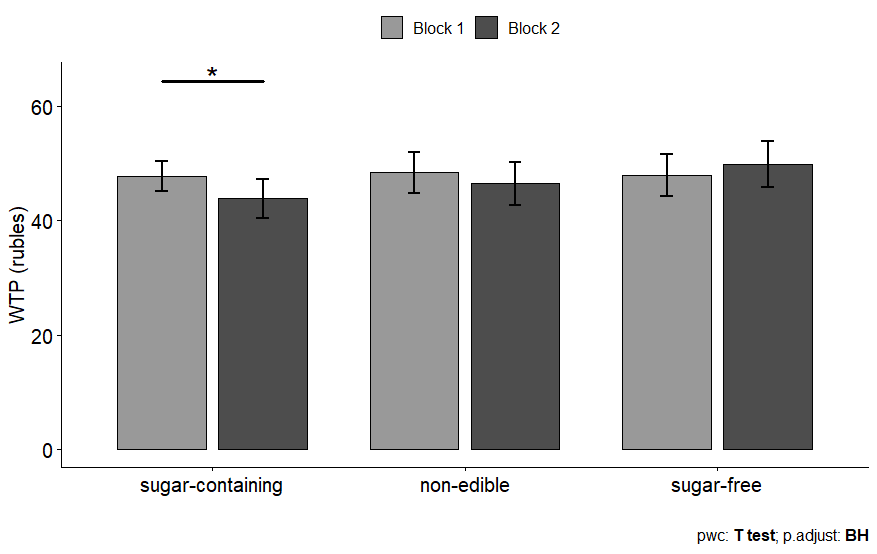 Block 1 Block 2
*
WTP (rubles)
60
40
20
0
sugar-containing non-edible sugar-free
pwc: T test; p.adjust: BH